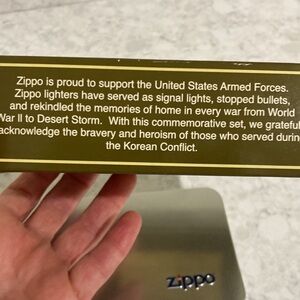 Zippo is proud to support the United States Armed Forces.
Zippo lighters have served as signal lights, stopped bullets,
and rekindled the memories of home in every war from World
War II to Desert Storm. With this commemorative set, we grateful
acknowledge the bravery and heroism of those who served durin
the Korean Conflict.
zippo